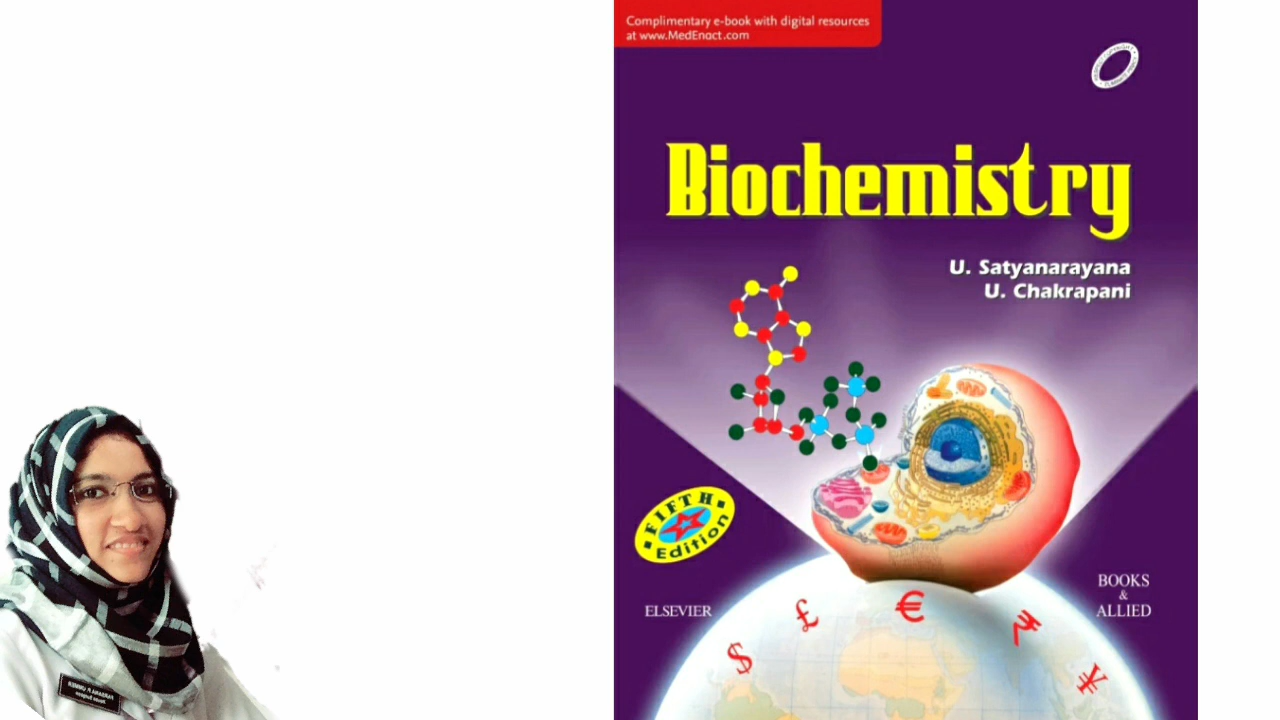 Complimentary e-book with digital resources
at www.MedEnact.com
Biochemistry
U. Satyanarayana
U. Chakrapani
FIFTH
Edition
ELSEVIER
BOOKS
&
ALLIED
$ £ € ₹ ¥